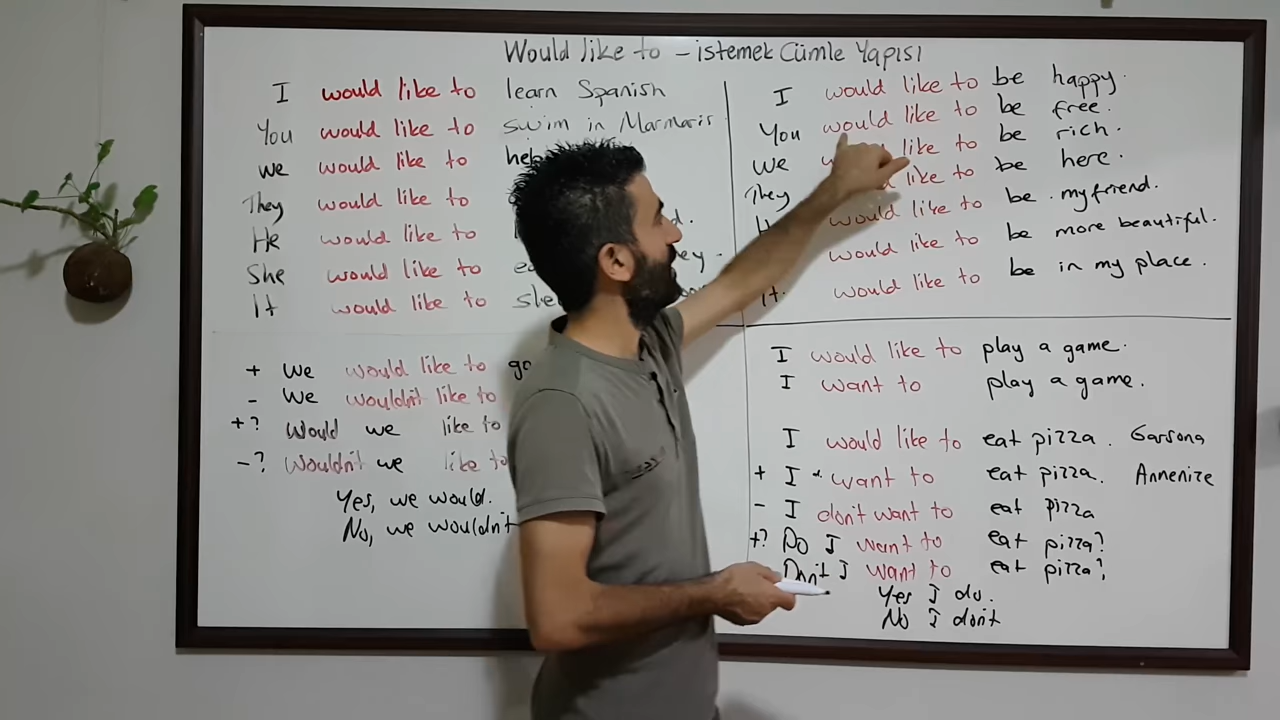 Would like to - istemek Cümle Yapısı
I would like to learn Spanish
You would like to swim in Marmaris
we would like to
They would like to
He would like to
She would like to
It would like to
I would like to be happy.
You would like to be free.
We like to be rich.
They like to be here.
would like to be my friend.
would like to be more beautiful.
It. would like to be in my place.
+ We would like to
- We wouldn't like to
+? Would we like to
-? Wouldn't we like to
Yes, we would.
No, we wouldn't
I would like to play a game.
I want to play a game.
I would like to eat pizza. Garsona
+ I want to eat pizza. Annenize
- I don't want to eat pizza
+? Do I want to eat pizza?
Don't I want to eat pizza?
Yes I do.
No I don't